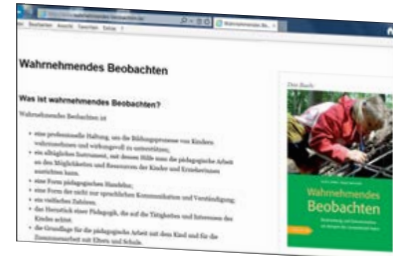 Wahrnehmendes Beobachten
Was ist wahrnehmendes Beobachten?
Wahrnehmendes Beobachten ist
• eine professionelle Haltung, um die Bildungsprozesse von Kindern
wahrzunehmen und wirkungsvoll zu unterstützen;
• ein alltägliches Instrument, mit dessen Hilfe man die pädagogische Arbeit
an den Möglichkeiten und Ressourcen der Kinder und Erzieherinnen
ausrichten kann.
• eine Form pädagogischen Handelns;
• eine Form der nicht nur sprachlichen Kommunikation und Verständigung;
• ein vielfaches Zuhören.
• das Herzstück einer Pädagogik, die auf die Tätigkeiten und Interessen der
Kinder achtet.
• die Grundlage für die pädagogische Arbeit mit dem Kind und für die
Zusammenarbeit mit Eltern und Schule.
Das Buch:
Wahrnehmendes
Beobachten